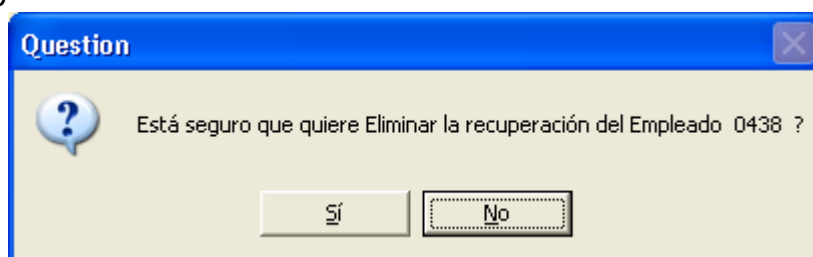 Question
Está seguro que quiere Eliminar la recuperación del Empleado 0438 ?
Sí
No